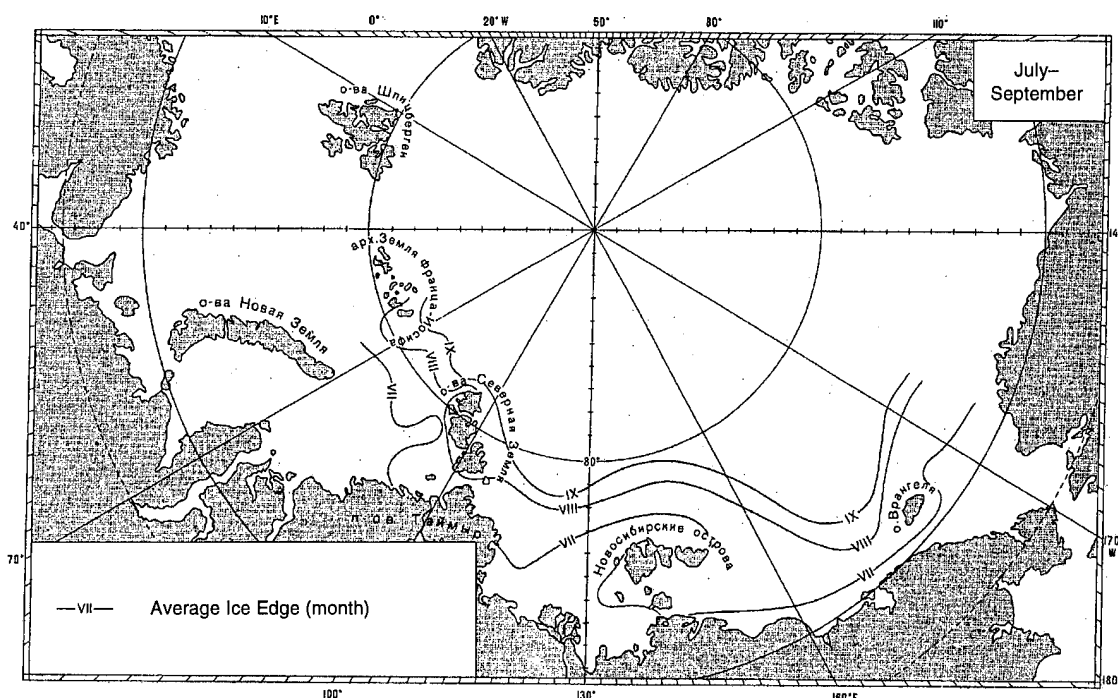 10°E
0°
20°W
50°
80°
110°
July–
September
о-ва Шпицберген
40°
арх. Земля Франца-Иосифа
о-ва Новая Земля
IX
VIII
VII
о-ва Северная Земля
80°
IX
VIII
IX
о. Врангеля
VIII
VII
Новосибирские острова
VII
170
W
70°
—VII— Average Ice Edge (month)
100°
130°
160°E
180